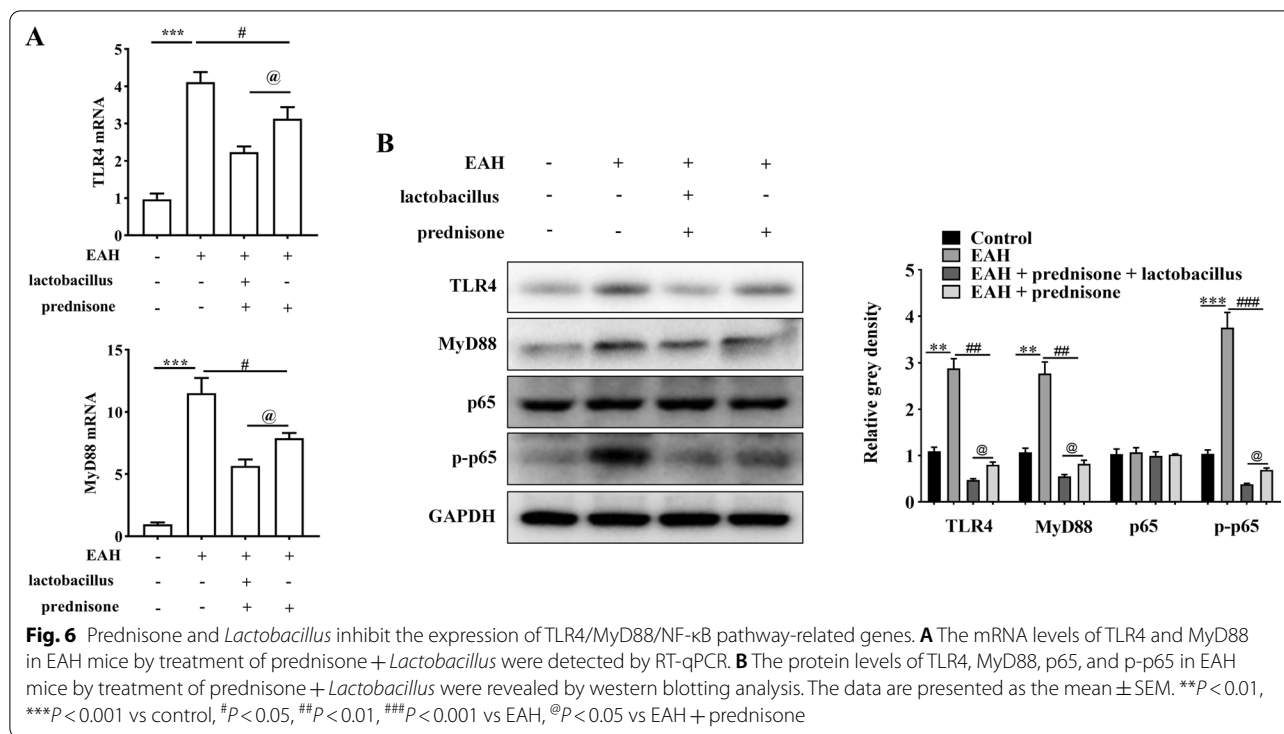 A
*** #
@
TLR4 mRNA
5
4
3
2
1
0
EAH - + + +
lactobacillus - - + -
prednisone - - + +
*** #
@
MyD88 mRNA
15
10
5
0
EAH - + + +
lactobacillus - - + -
prednisone - - + +
B
EAH - + + +
lactobacillus - - + -
prednisone - - + +
TLR4
MyD88
p65
p-p65
GAPDH
Control
EAH
EAH + prednisone + lactobacillus
EAH + prednisone
Relative grey density
5
4
3
2
1
0
** ## @
** ## @
*** ### @
TLR4 MyD88 p65 p-p65
Fig. 6 Prednisone and Lactobacillus inhibit the expression of TLR4/MyD88/NF-κB pathway-related genes. A The mRNA levels of TLR4 and MyD88
in EAH mice by treatment of prednisone + Lactobacillus were detected by RT-qPCR. B The protein levels of TLR4, MyD88, p65, and p-p65 in EAH
mice by treatment of prednisone + Lactobacillus were revealed by western blotting analysis. The data are presented as the mean ± SEM. **P < 0.01,
***P < 0.001 vs control, #P < 0.05, ##P < 0.01, ###P < 0.001 vs EAH, @P < 0.05 vs EAH + prednisone